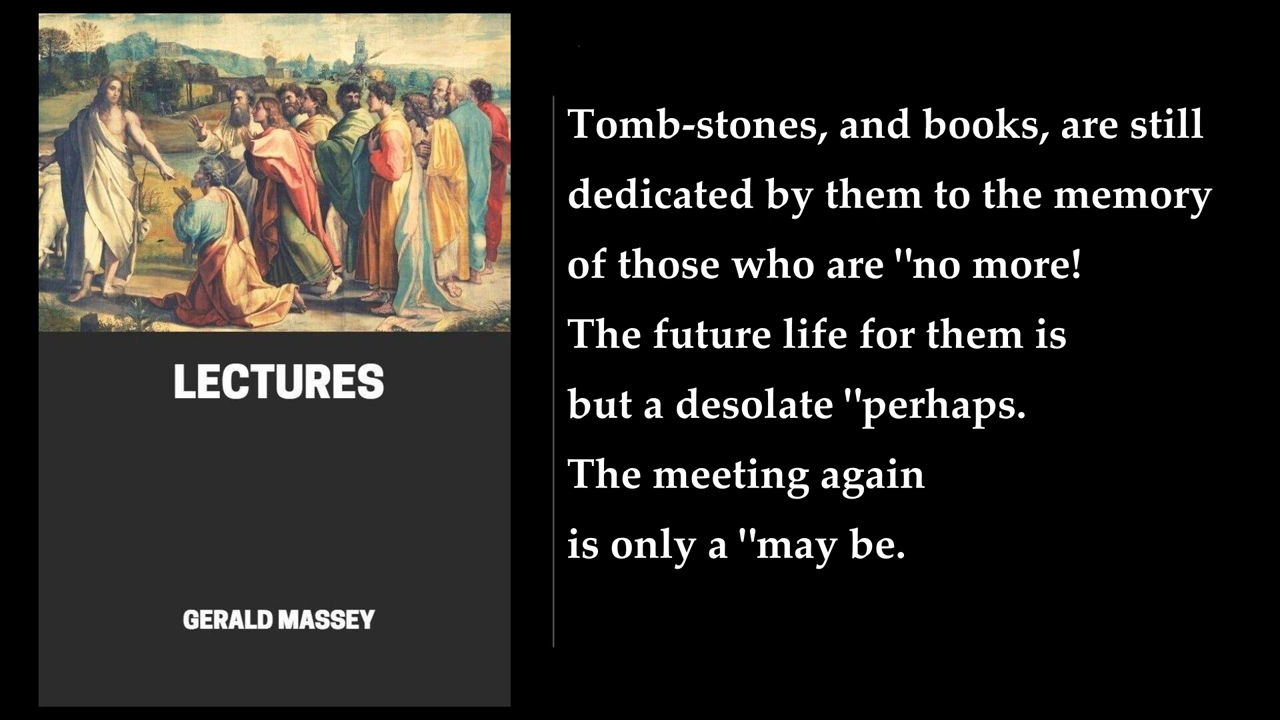 LECTURES
GERALD MASSEY
Tomb-stones, and books, are still
dedicated by them to the memory
of those who are "no more!
The future life for them is
but a desolate "perhaps.
The meeting again
is only a "may be.